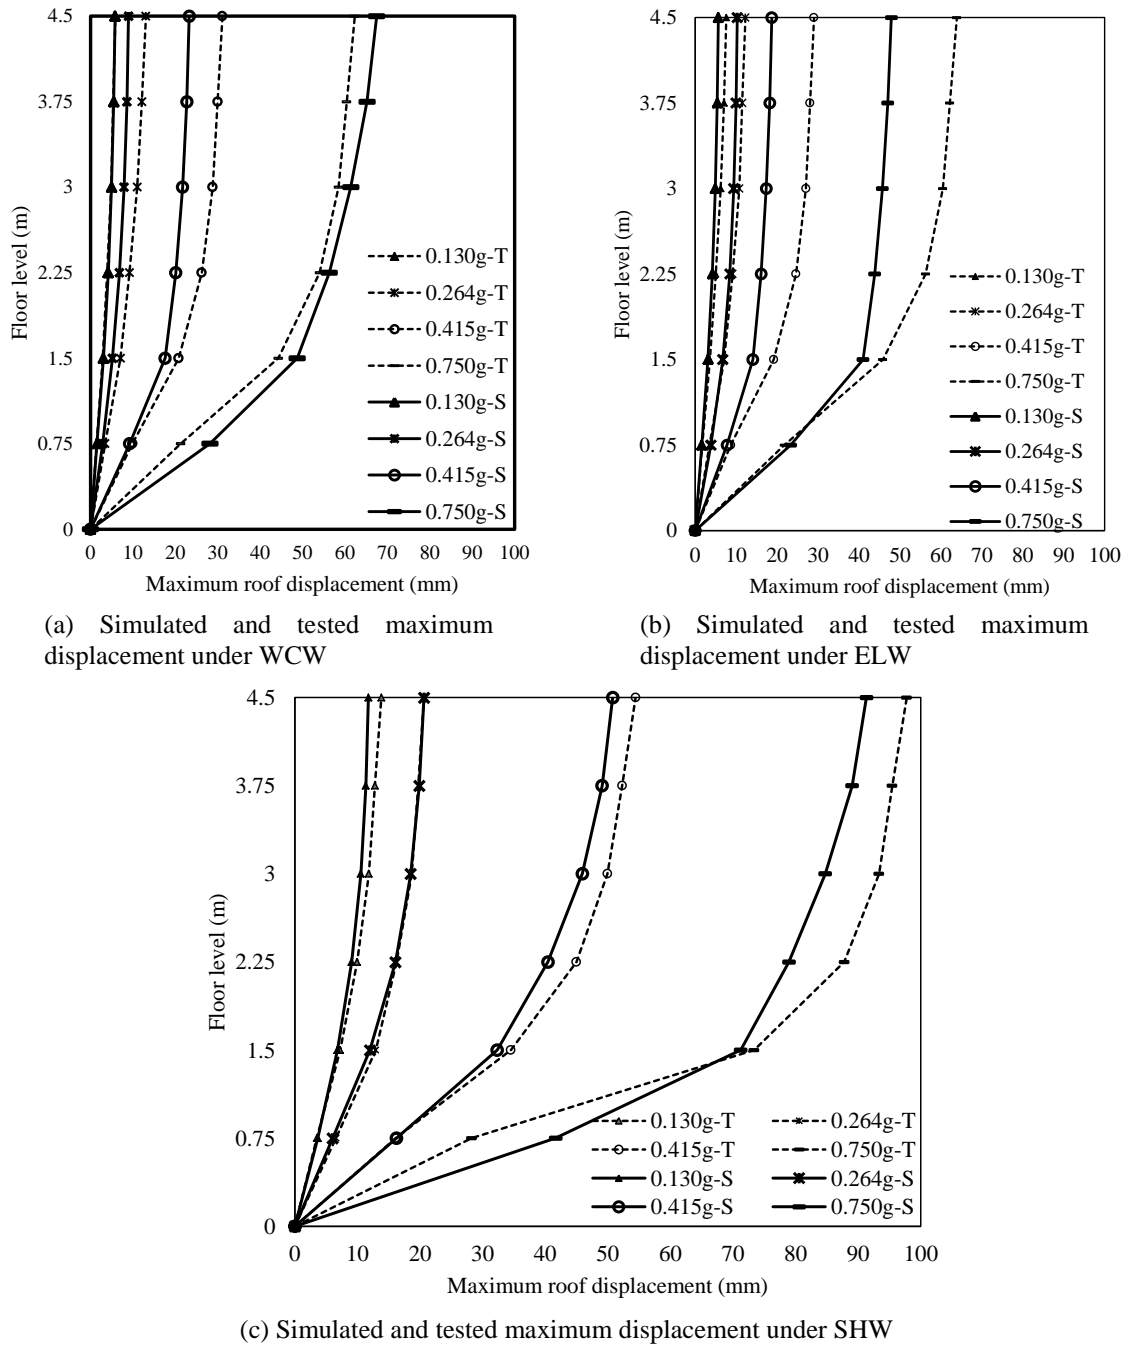 4.5
3.75
3
2.25
1.5
0.75
0
Floor level (m)
0.130g-T
0.264g-T
0.415g-T
0.750g-T
0.130g-S
0.264g-S
0.415g-S
0.750g-S
0 10 20 30 40 50 60 70 80 90 100
Maximum roof displacement (mm)
(a) Simulated and tested maximum
displacement under WCW
4.5
3.75
3
2.25
1.5
0.75
0
Floor level (m)
0.130g-T
0.264g-T
0.415g-T
0.750g-T
0.130g-S
0.264g-S
0.415g-S
0.750g-S
0 10 20 30 40 50 60 70 80 90 100
Maximum roof displacement (mm)
(b) Simulated and tested maximum
displacement under ELW
4.5
3.75
3
2.25
1.5
0.75
0
Floor level (m)
0.130g-T 0.264g-T
0.415g-T 0.750g-T
0.130g-S 0.264g-S
0.415g-S 0.750g-S
0 10 20 30 40 50 60 70 80 90 100
Maximum roof displacement (mm)
(c) Simulated and tested maximum displacement under SHW